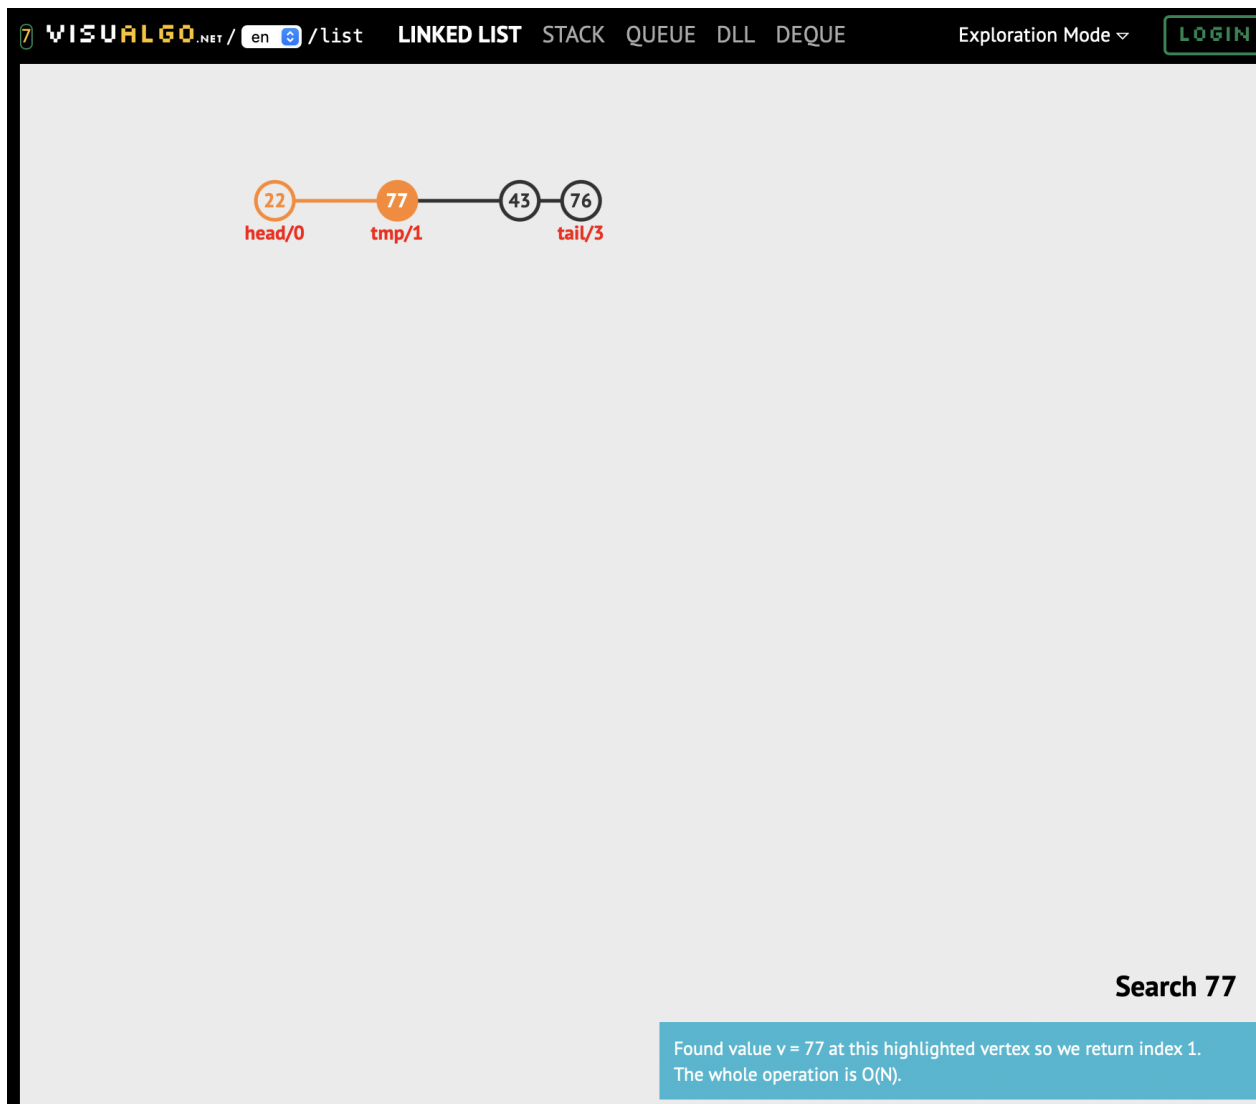 7 VISUALGO.NET / en /list LINKED LIST STACK QUEUE DLL DEQUE Exploration Mode ▿ LOGIN
22 77 43 76
head/0 tmp/1 tail/3
Search 77
Found value v = 77 at this highlighted vertex so we return index 1.
The whole operation is O(N).